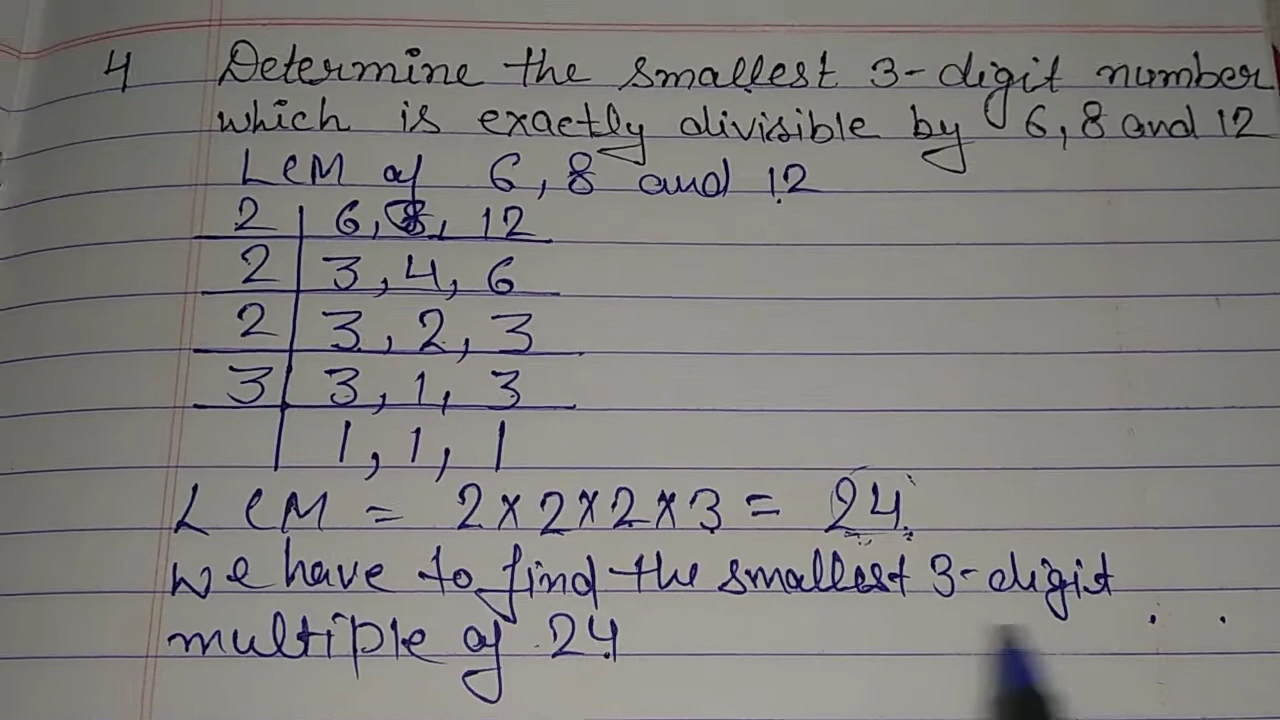 4 Determine the smallest 3-digit number
which is exactly divisible by 6, 8 and 12
LCM of 6, 8 and 12
2 | 6, 8, 12
2 | 3, 4, 6
2 | 3, 2, 3
3 | 3, 1, 3
| 1, 1, 1
LCM = 2×2×2×3 = 24.
We have to find the smallest 3-digit
multiple of 24